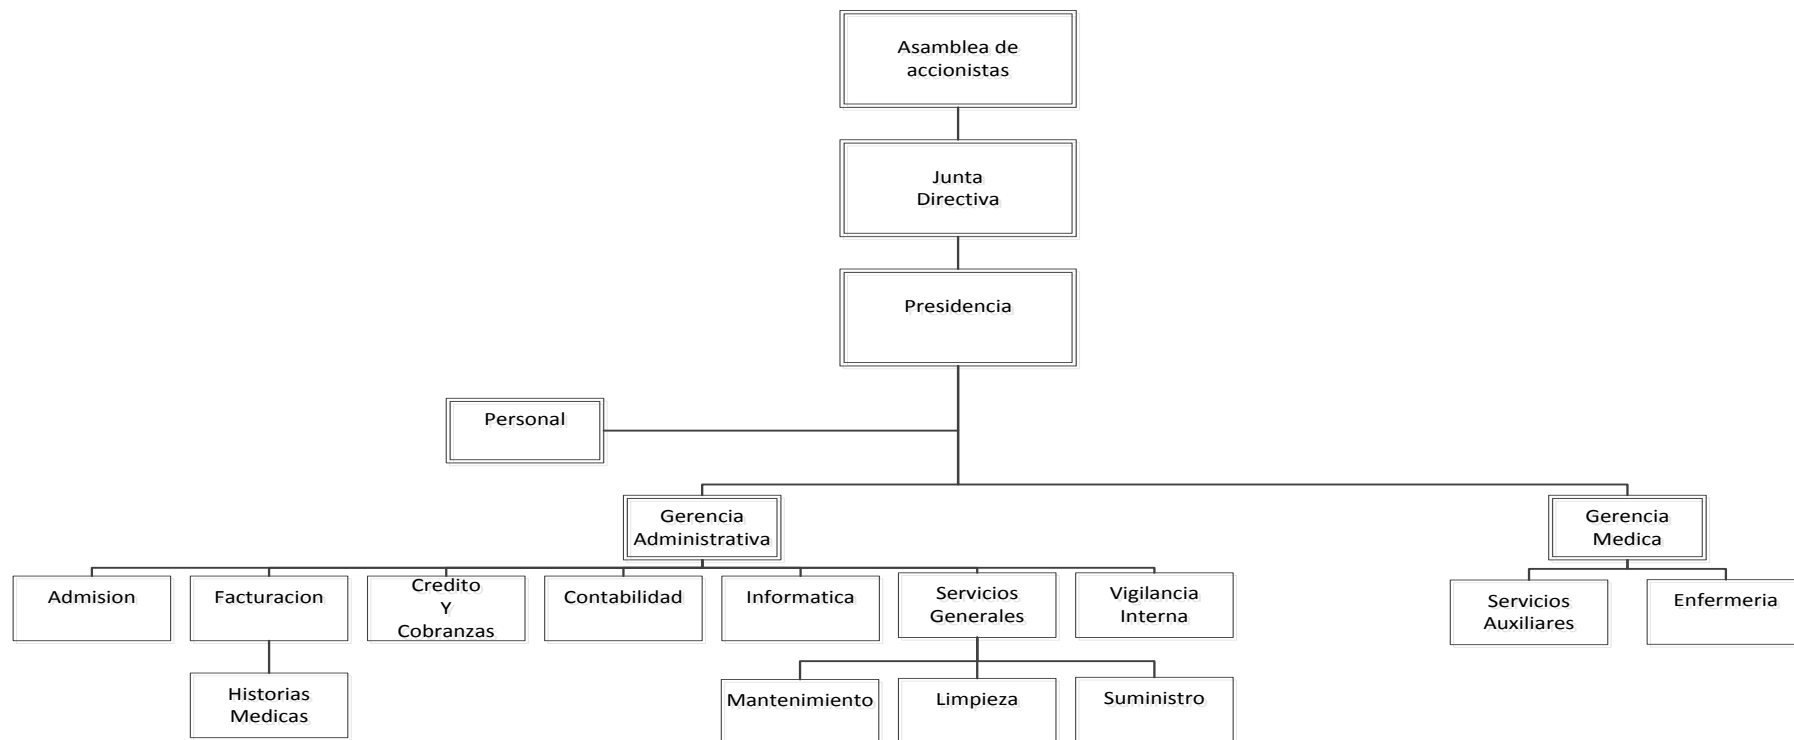 Asamblea de
accionistas
Junta
Directiva
Presidencia
Personal
Gerencia
Administrativa
Gerencia
Medica
Admision
Facturacion
Credito
Y
Cobranzas
Contabilidad
Informatica
Servicios
Generales
Vigilancia
Interna
Servicios
Auxiliares
Enfermeria
Historias
Medicas
Mantenimiento
Limpieza
Suministro